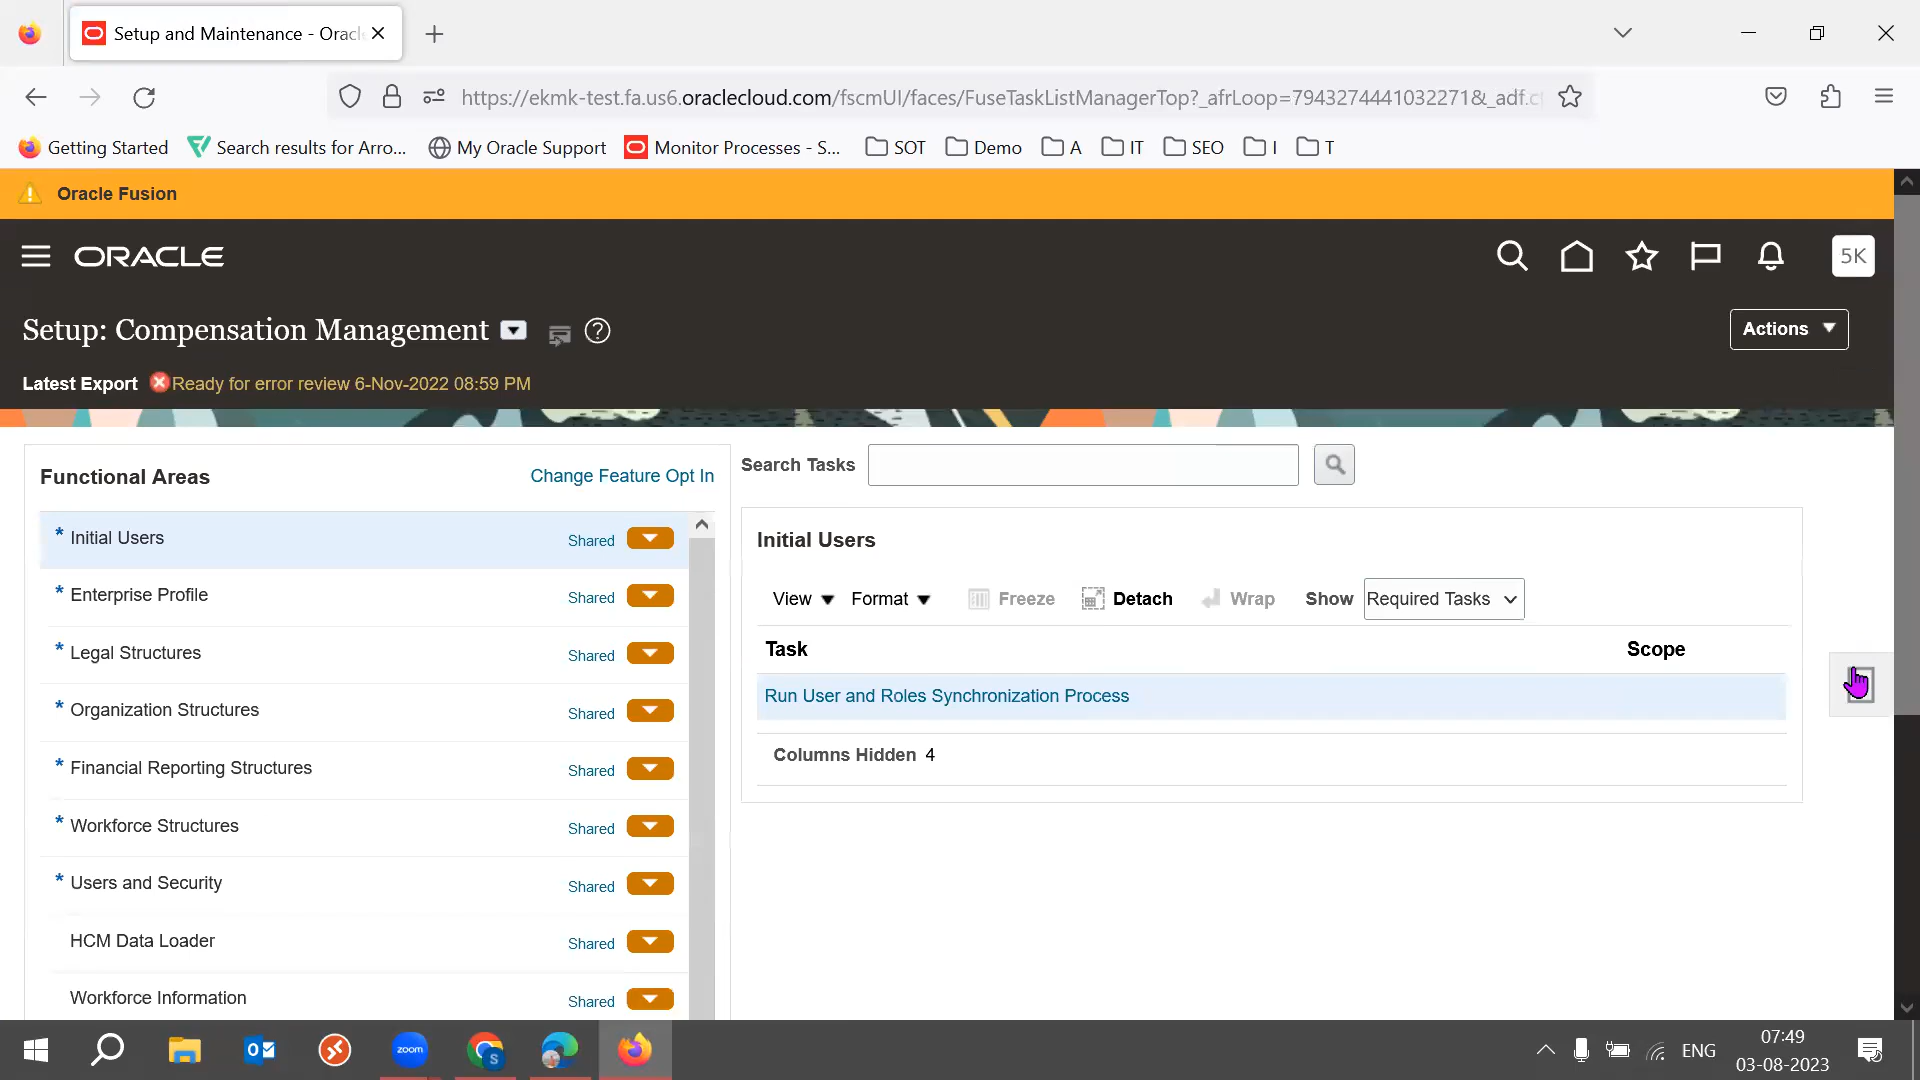 Setup and Maintenance - Oracl
https://ekmk-test.fa.us6.oraclecloud.com/fscmUI/faces/FuseTaskListManagerTop?_afrLoop=7943274441032271&_adf.c
Getting Started
Search results for Arro...
My Oracle Support
Monitor Processes - S...
SOT
Demo
A
IT
SEO
I
T
Oracle Fusion
ORACLE
5K
Setup: Compensation Management
Actions
Latest Export Ready for error review 6-Nov-2022 08:59 PM
Functional Areas
Change Feature Opt In
* Initial Users Shared
* Enterprise Profile Shared
* Legal Structures Shared
* Organization Structures Shared
* Financial Reporting Structures Shared
* Workforce Structures Shared
* Users and Security Shared
HCM Data Loader Shared
Workforce Information Shared
Search Tasks
Initial Users
View Format Freeze Detach Wrap Show Required Tasks
Task Scope
Run User and Roles Synchronization Process
Columns Hidden 4
zoom
S
ENG
07:49
03-08-2023